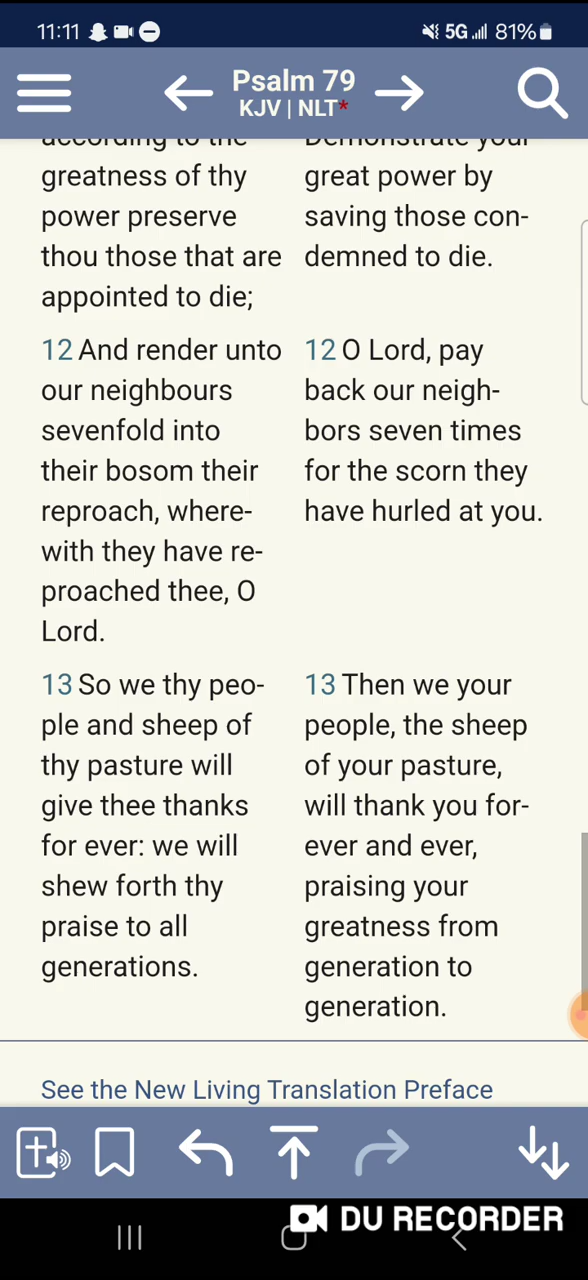 11:11 5G 81%
Psalm 79
KJV | NLT*
according to the
greatness of thy
power preserve
thou those that are
appointed to die;
12 And render unto
our neighbours
sevenfold into
their bosom their
reproach, where-
with they have re-
proached thee, O
Lord.
13 So we thy peo-
ple and sheep of
thy pasture will
give thee thanks
for ever: we will
shew forth thy
praise to all
generations.
Demonstrate your
great power by
saving those con-
demned to die.
12 O Lord, pay
back our neigh-
bors seven times
for the scorn they
have hurled at you.
13 Then we your
people, the sheep
of your pasture,
will thank you for-
ever and ever,
praising your
greatness from
generation to
generation.
See the New Living Translation Preface
DU RECORDER